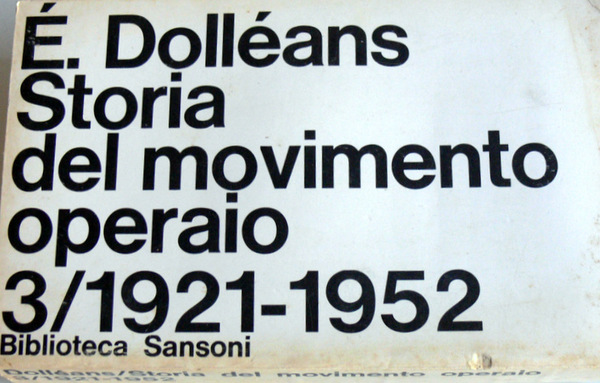 É. Dolléans
Storia
del movimento
operaio
3/1921-1952
Biblioteca Sansoni
Dolléans/Storia del movimento operaio
3/1921-1952